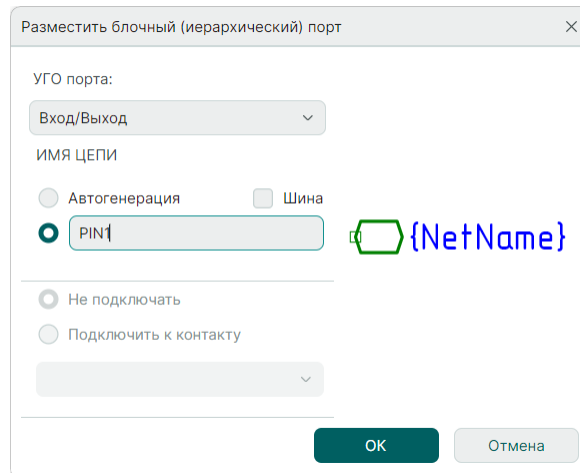 Разместить блочный (иерархический) порт
УГО порта:
Вход/Выход
ИМЯ ЦЕПИ
Автогенерация
Шина
PIN1
{NetName}
Не подключать
Подключить к контакту
ОК
Отмена